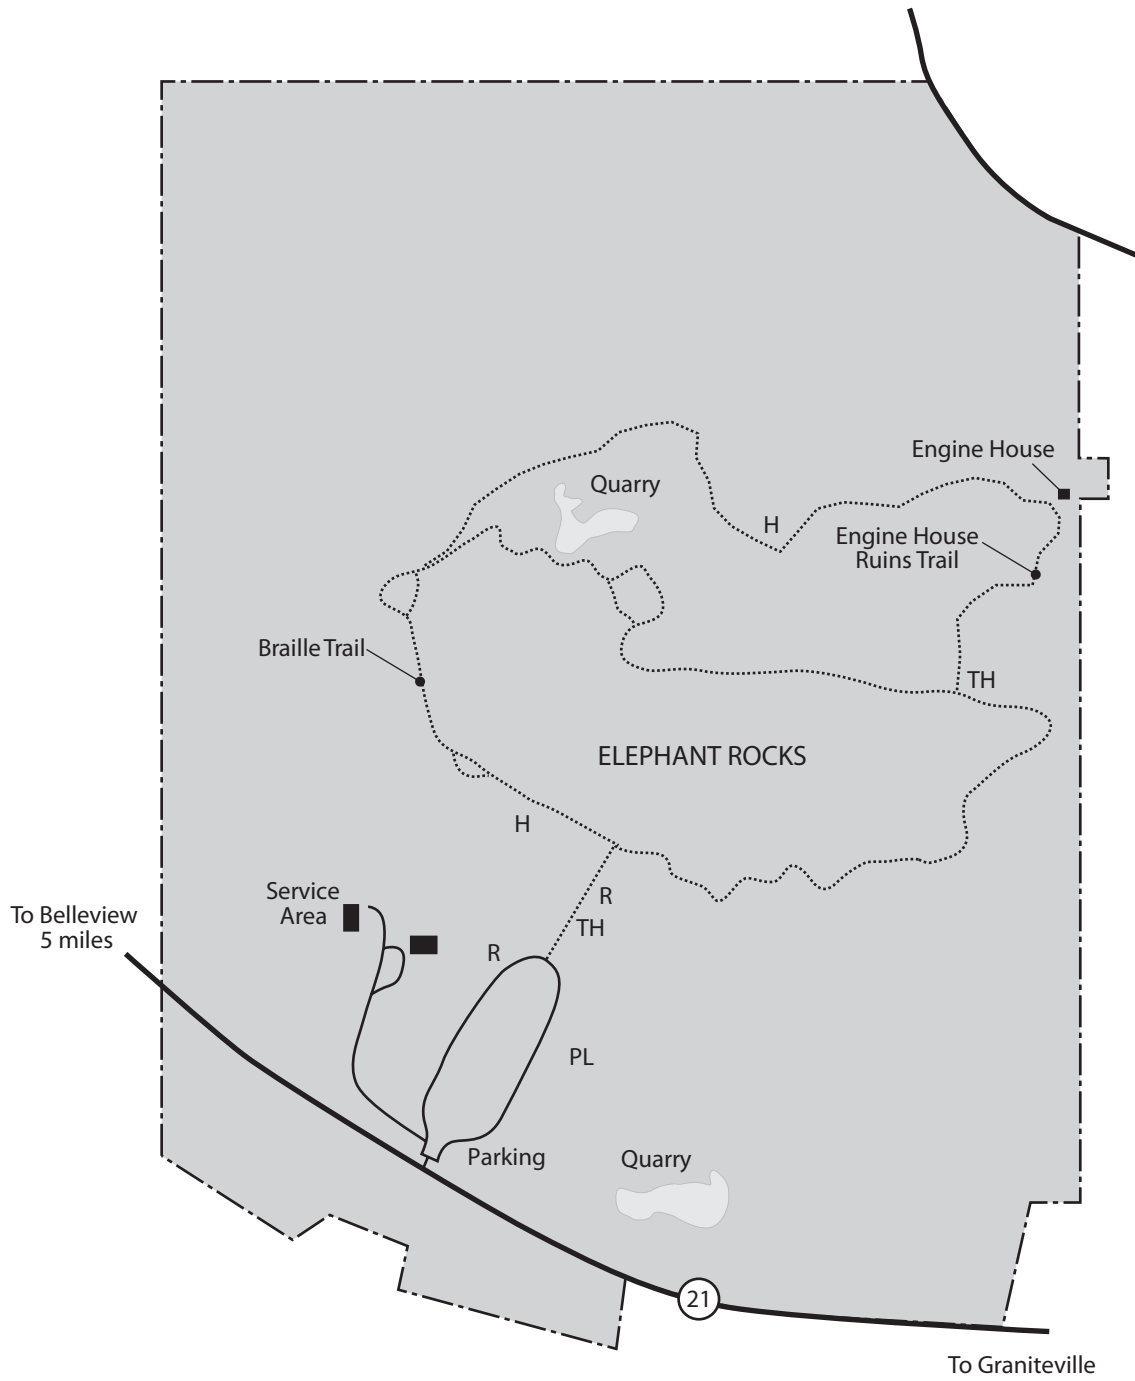 Engine House
Quarry
H
Engine House
Ruins Trail
Braille Trail
TH
ELEPHANT ROCKS
H
Service
Area
R
To Belleview
5 miles
TH
R
PL
Parking
Quarry
21
To Graniteville